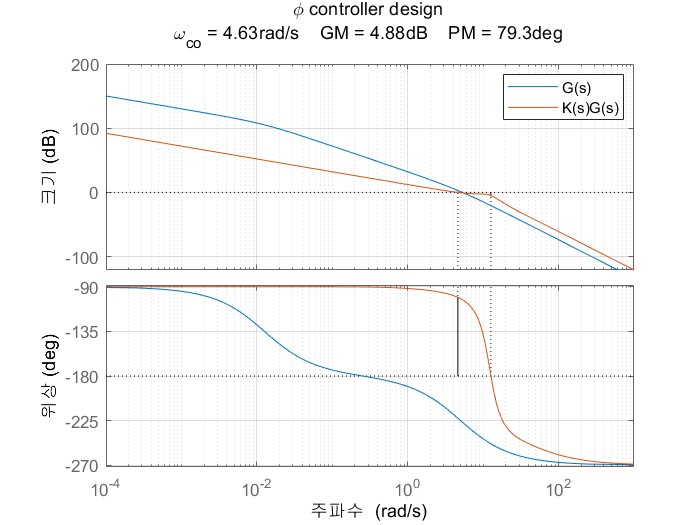 ϕ controller design
ω_co = 4.63rad/s GM = 4.88dB PM = 79.3deg
200
100
0
-100
크기 (dB)
G(s)
K(s)G(s)
-90
-135
-180
-225
-270
위상 (deg)
10^-4
10^-2
10^0
10^2
주파수 (rad/s)